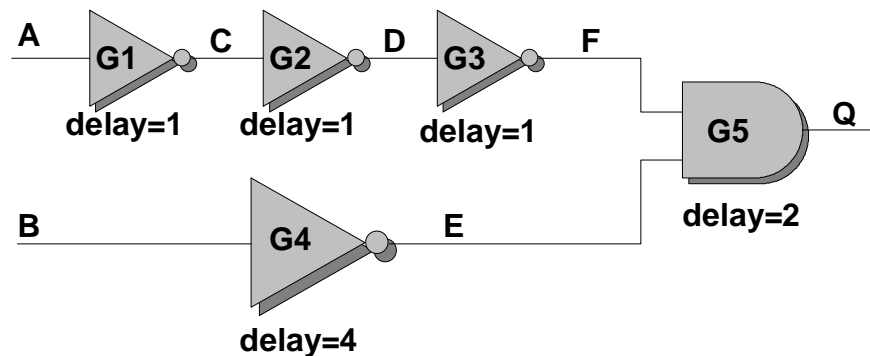 A
G1
C
G2
D
G3
F
delay=1
delay=1
delay=1
G5
Q
B
G4
E
delay=2
delay=4